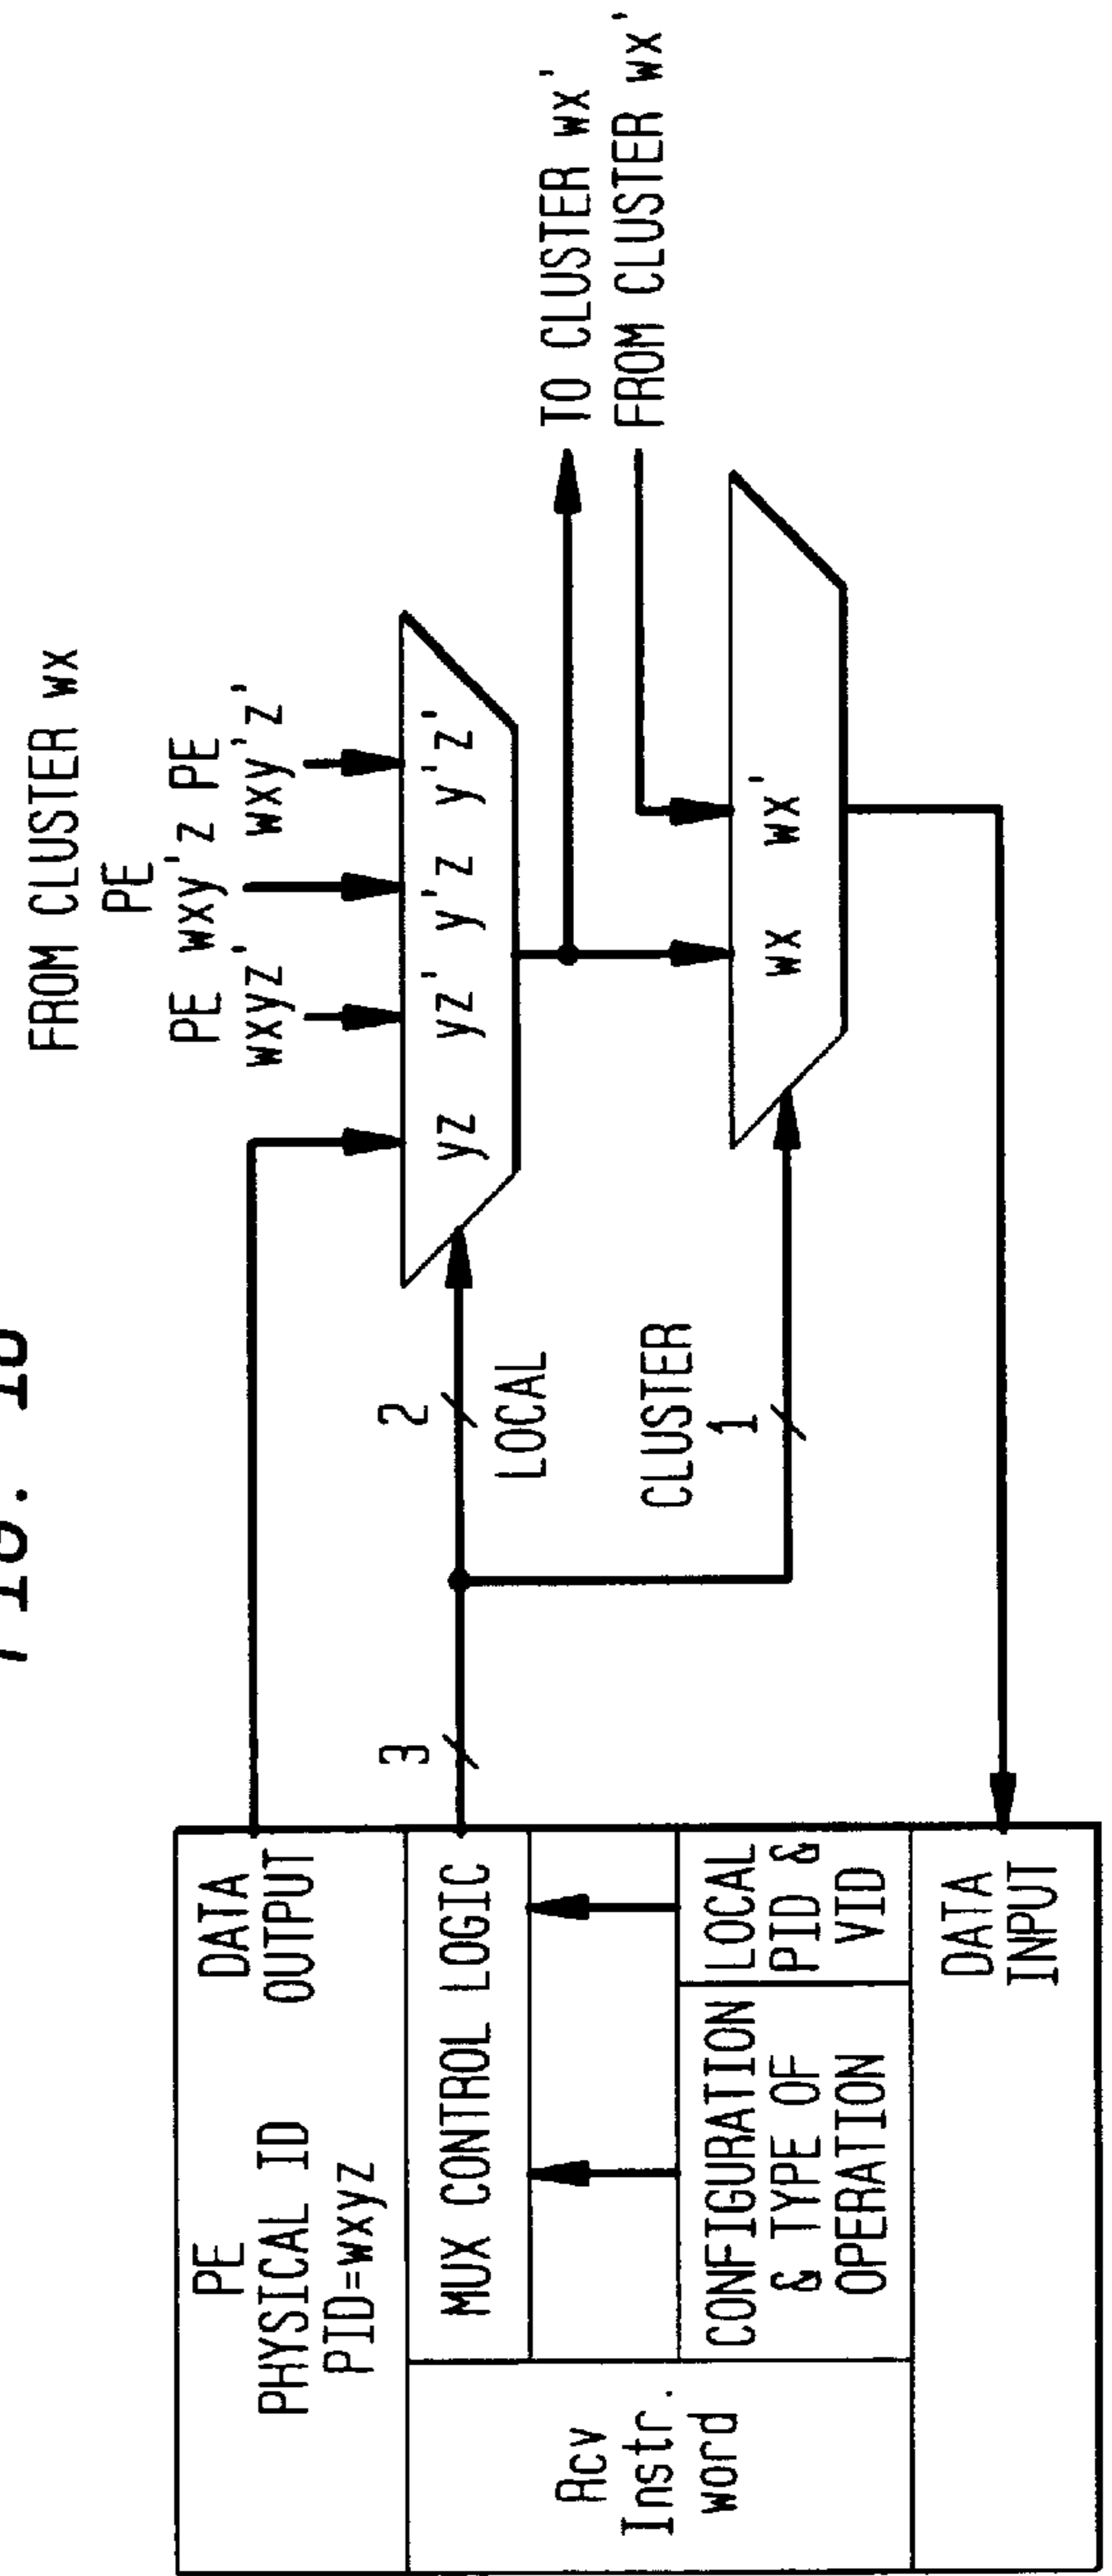 FIG. 18
FROM CLUSTER wx
PE
PE wxy'z PE
wxyz' wxy'z'
PE
PHYSICAL ID
PID=wxyz
DATA
OUTPUT
yz yz' y'z y'z'
3
2
LOCAL
TO CLUSTER wx'
FROM CLUSTER wx'
MUX CONTROL LOGIC
Rcv
Instr.
word
CLUSTER
1
wx wx'
CONFIGURATION
& TYPE OF
OPERATION
LOCAL
PID &
VID
DATA
INPUT